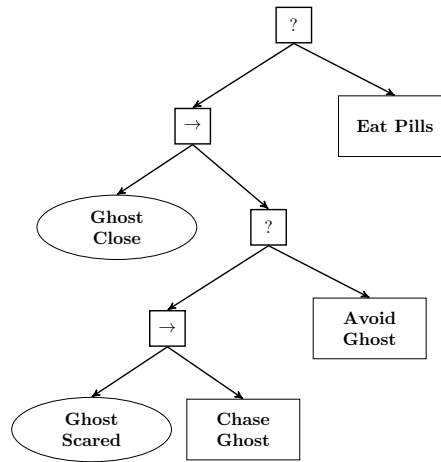 ?
→
Eat Pills
Ghost
Close
?
→
Avoid
Ghost
Ghost
Scared
Chase
Ghost